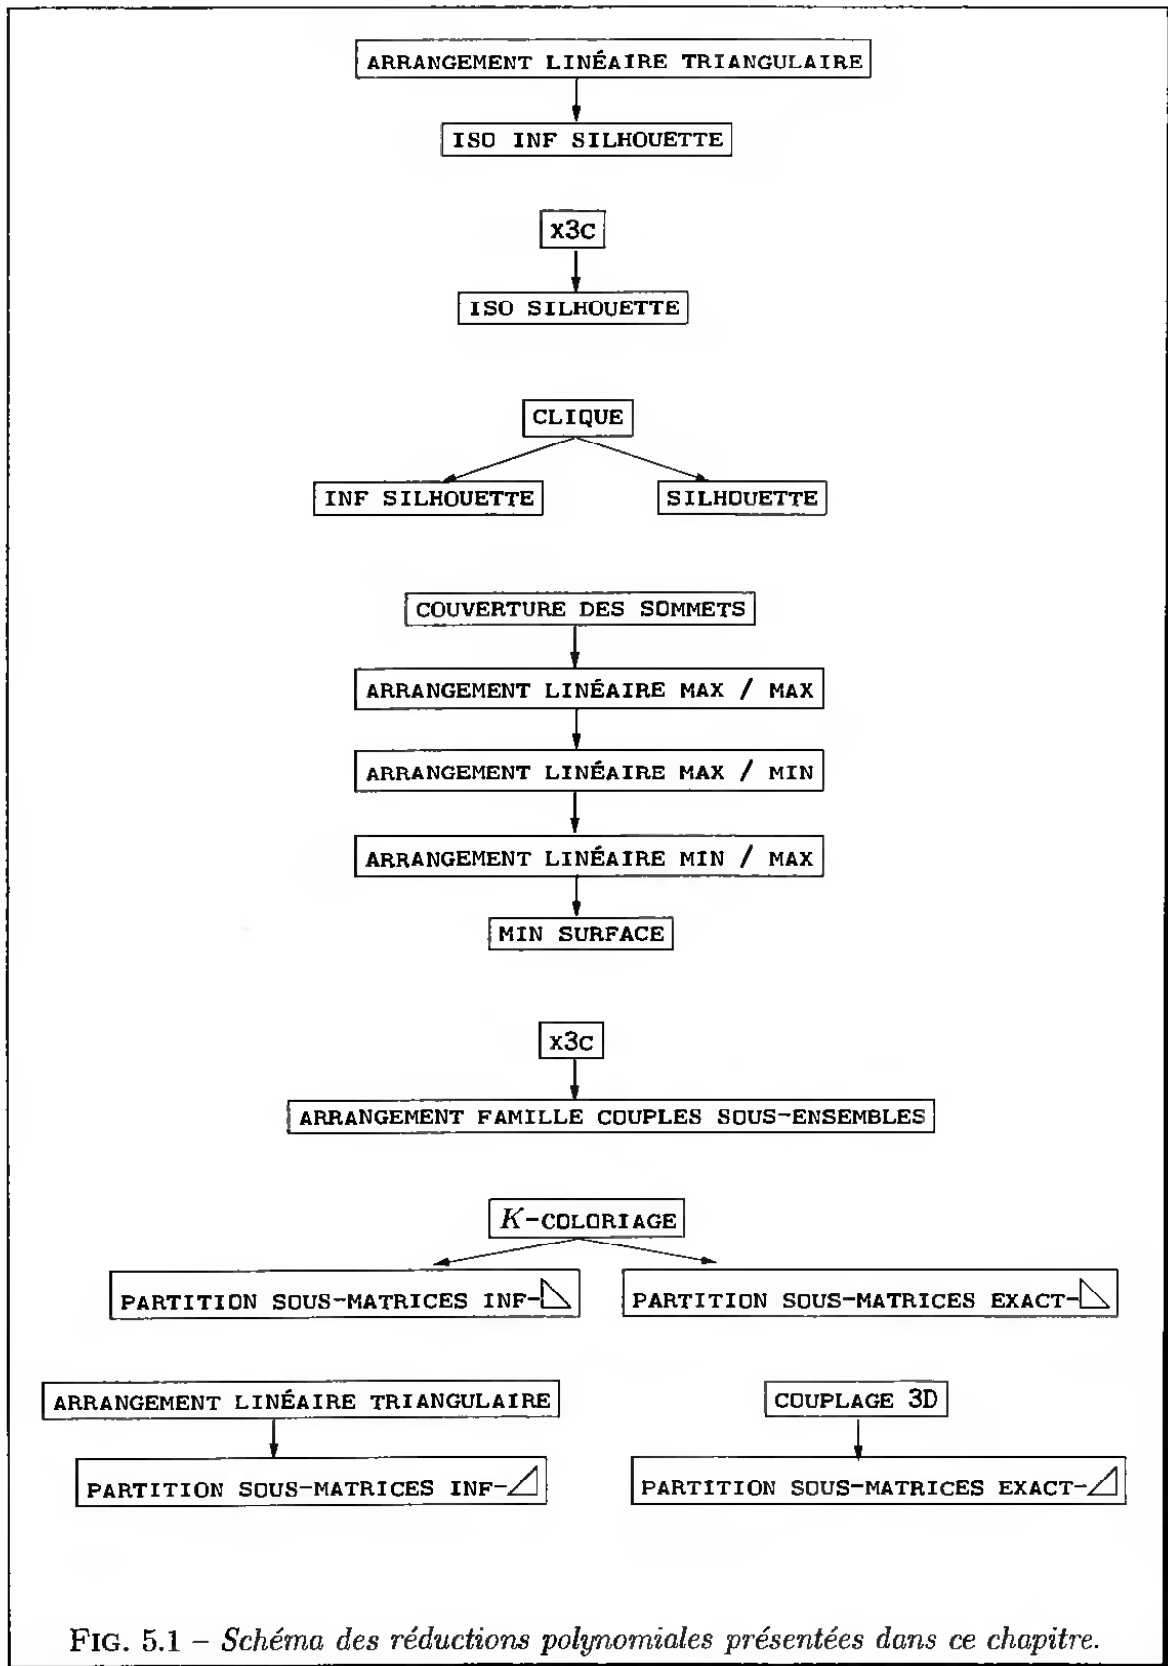 ARRANGEMENT LINÉAIRE TRIANGULAIRE
ISO INF SILHOUETTE
X3C
ISO SILHOUETTE
CLIQUE
INF SILHOUETTE
SILHOUETTE
COUVERTURE DES SOMMETS
ARRANGEMENT LINÉAIRE MAX / MAX
ARRANGEMENT LINÉAIRE MAX / MIN
ARRANGEMENT LINÉAIRE MIN / MAX
MIN SURFACE
X3C
ARRANGEMENT FAMILLE COUPLES SOUS-ENSEMBLES
K-COLORIAGE
PARTITION SOUS-MATRICES INF-◺
PARTITION SOUS-MATRICES EXACT-◺
ARRANGEMENT LINÉAIRE TRIANGULAIRE
COUPLAGE 3D
PARTITION SOUS-MATRICES INF-◿
PARTITION SOUS-MATRICES EXACT-◿
FIG. 5.1 – Schéma des réductions polynomiales présentées dans ce chapitre.